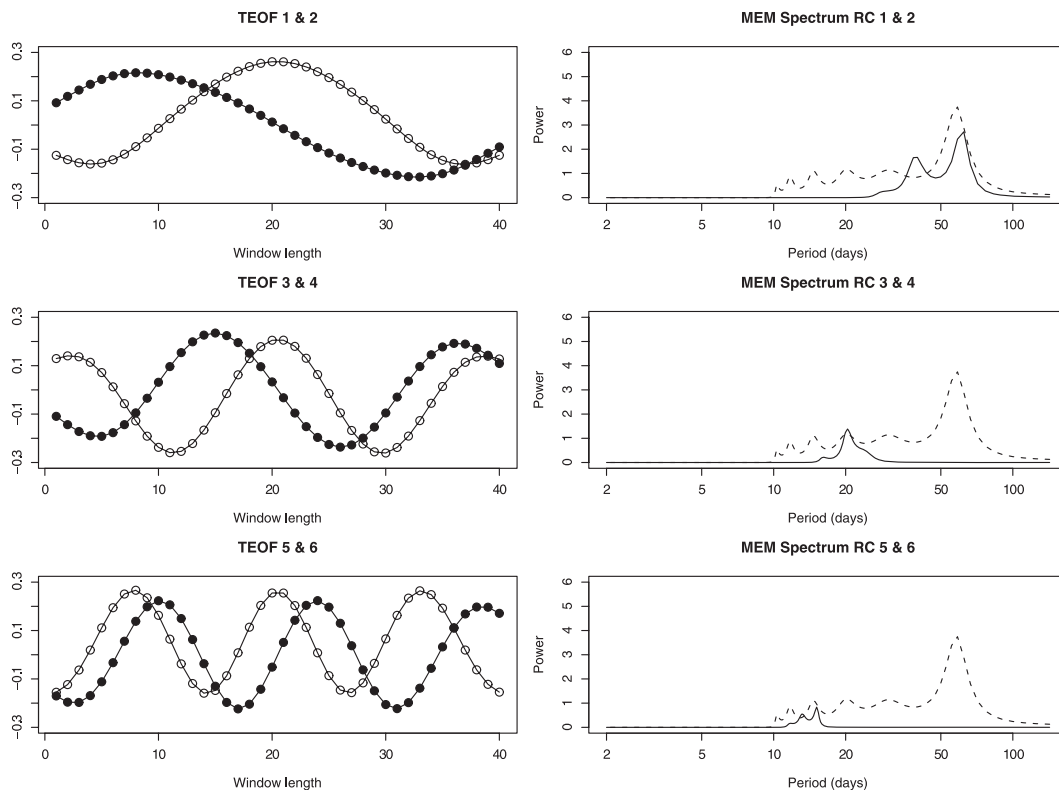 TEOF 1 & 2
0.3
0.1
−0.1
−0.3
0 10 20 30 40
Window length
MEM Spectrum RC 1 & 2
Power
6
5
4
3
2
1
0
2 5 10 20 50 100
Period (days)
TEOF 3 & 4
0.3
0.1
−0.1
−0.3
0 10 20 30 40
Window length
MEM Spectrum RC 3 & 4
Power
6
5
4
3
2
1
0
2 5 10 20 50 100
Period (days)
TEOF 5 & 6
0.3
0.1
−0.1
−0.3
0 10 20 30 40
Window length
MEM Spectrum RC 5 & 6
Power
6
5
4
3
2
1
0
2 5 10 20 50 100
Period (days)